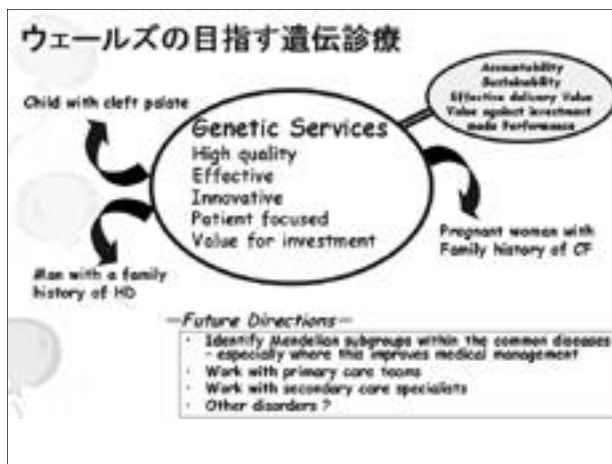 ウェールズの目指す遺伝診療
Accountability
Sustainability
Effective delivery Value
Value against investment
made Performance
Child with cleft palate
Genetic Services
High quality
Effective
Innovative
Patient focused
Value for investment
Pregnant women with
Family history of CF
Man with a family
history of HD
—Future Directions—
· Identify Mendelian subgroups within the common diseases
- especially where this improves medical management
· Work with primary care teams
· Work with secondary care specialists
· Other disorders ?